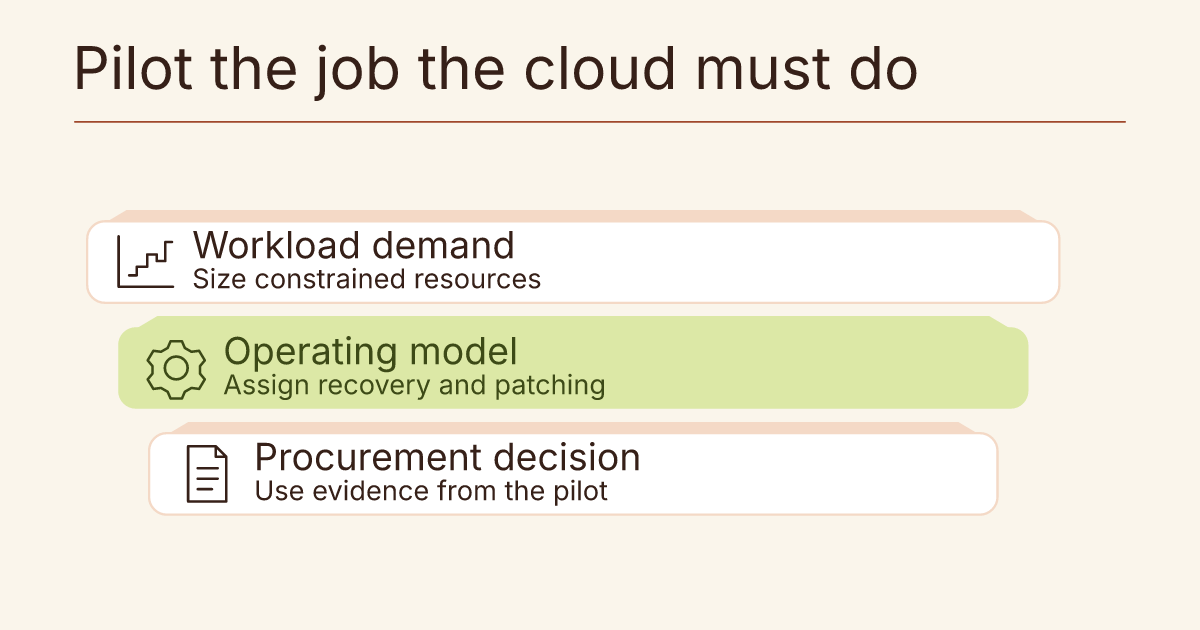 Pilot the job the cloud must do
Workload demand
Size constrained resources
Operating model
Assign recovery and patching
Procurement decision
Use evidence from the pilot